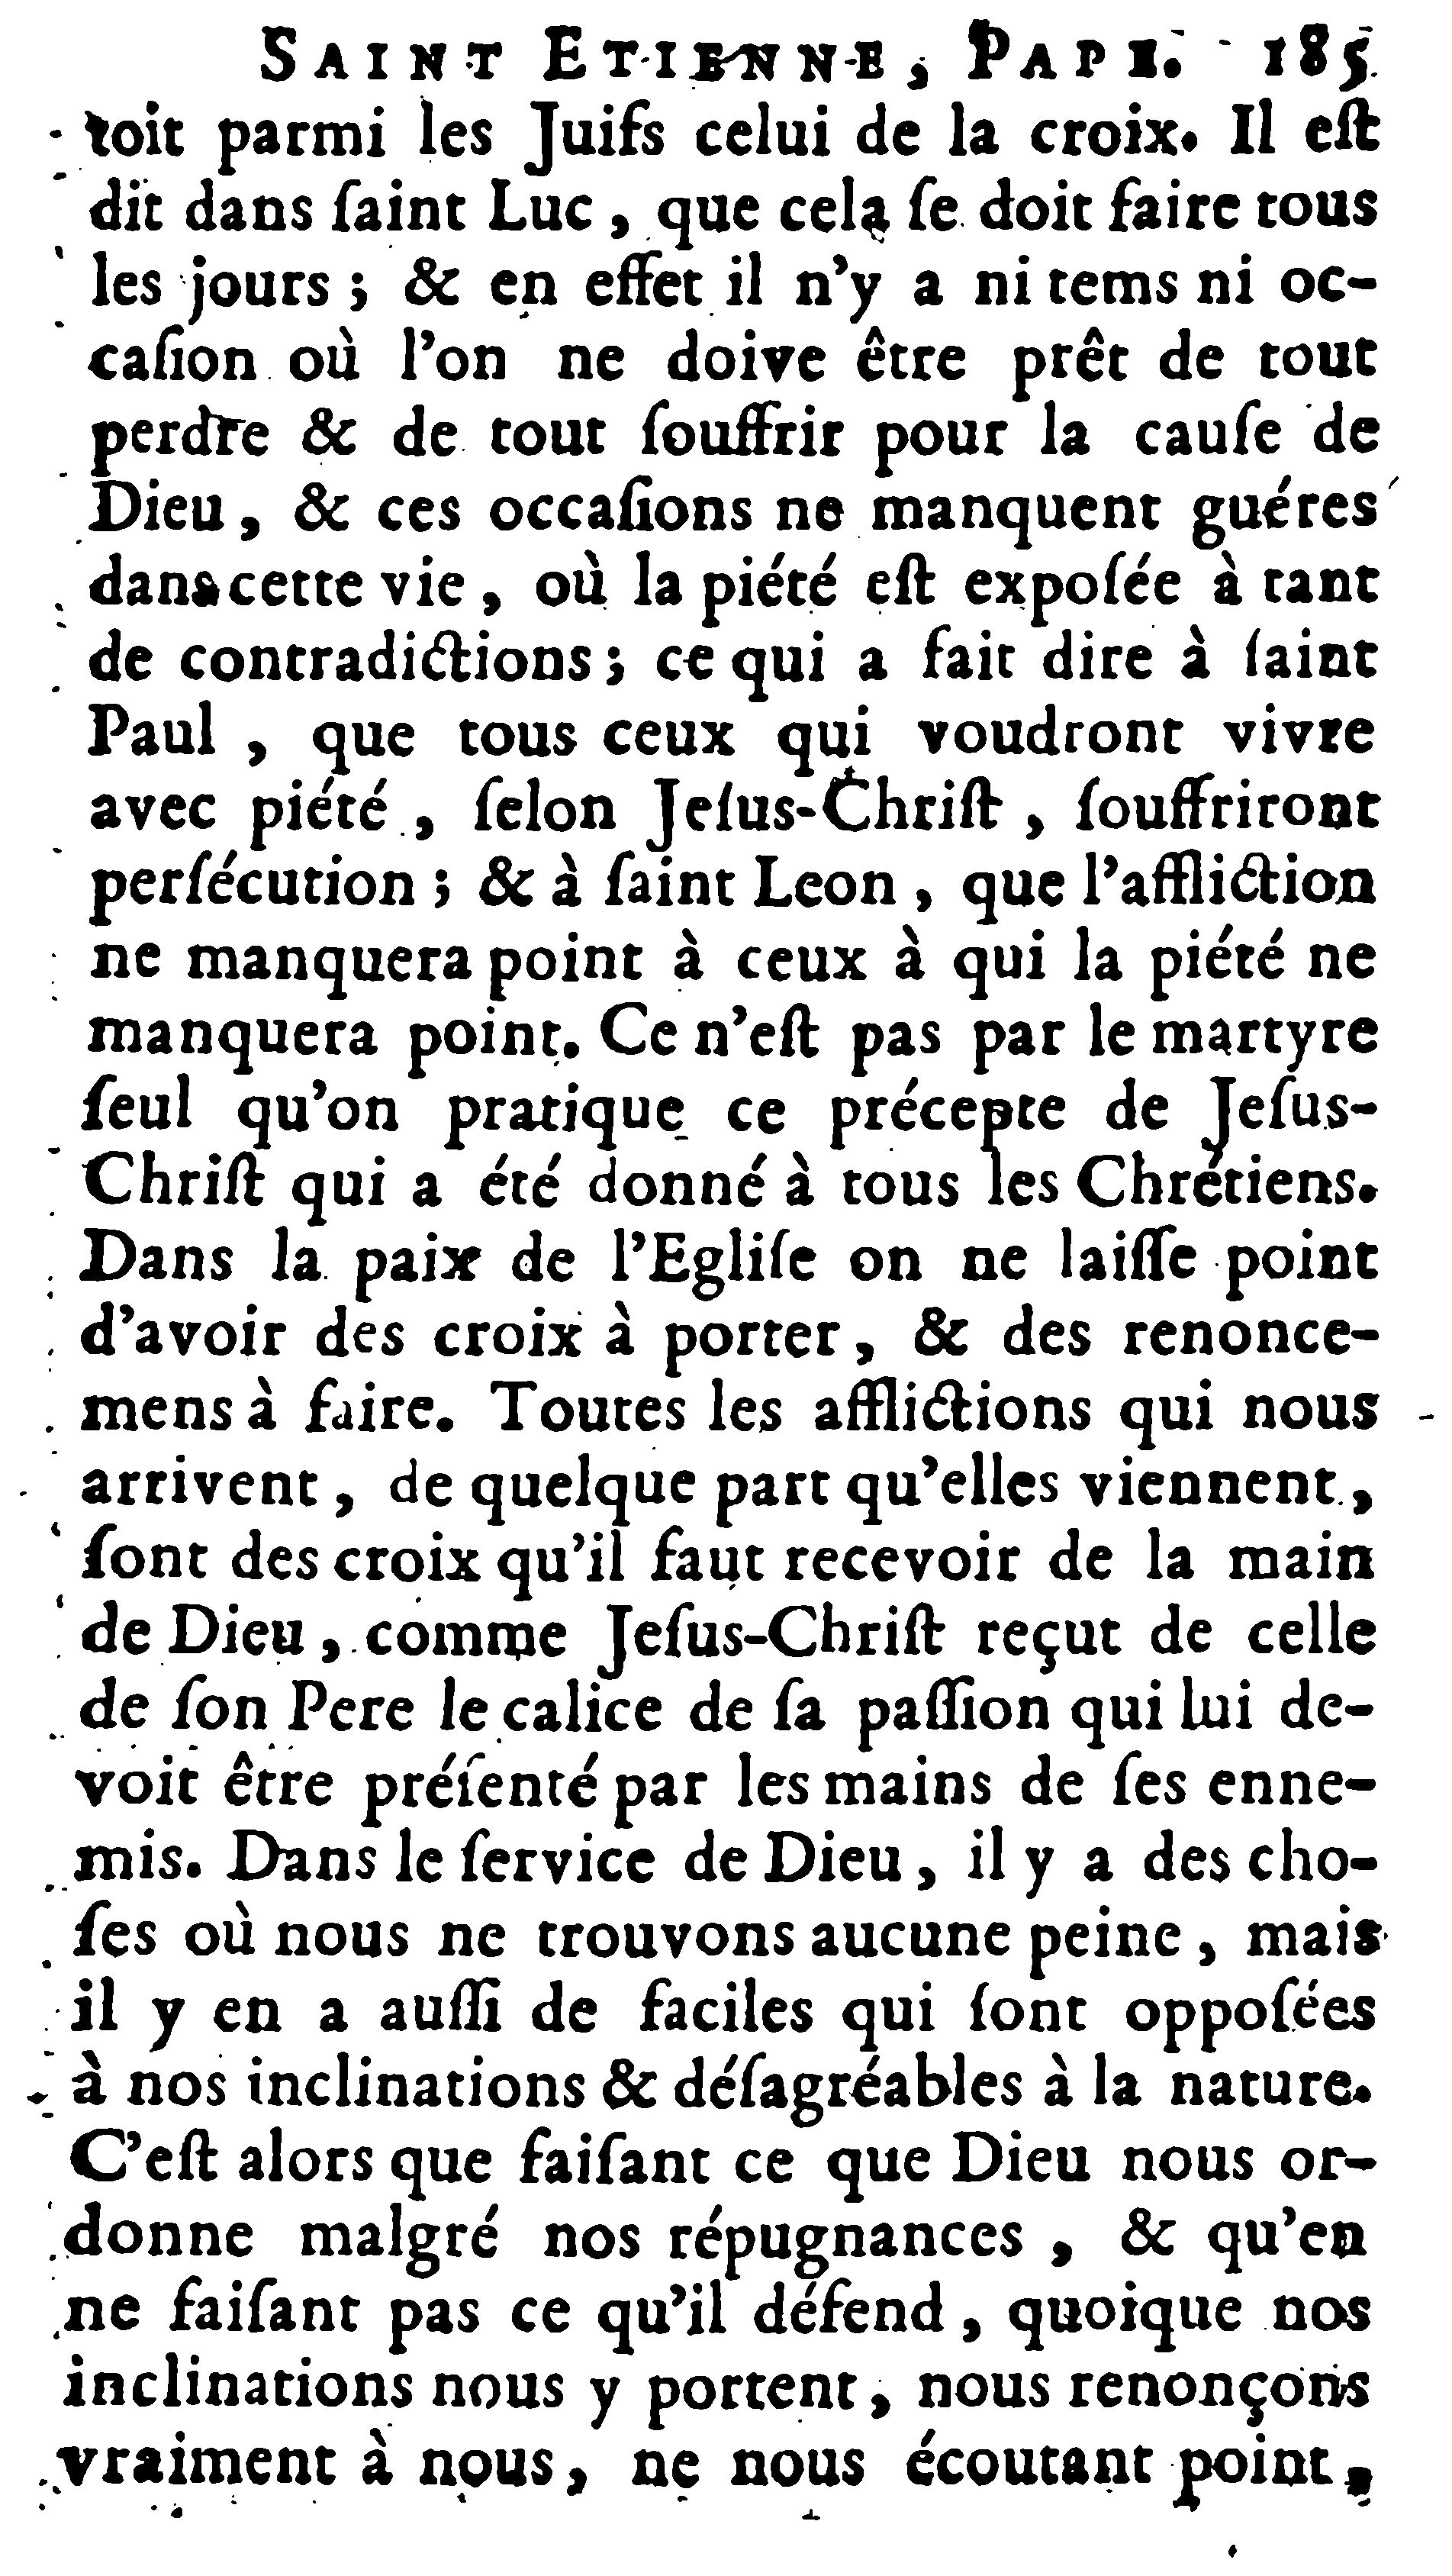 SAINT ETIENNE, PAPE. 185
toit parmi les Juifs celui de la croix. Il eſt
dit dans ſaint Luc, que cela ſe doit faire tous
les jours; & en effet il n'y a ni tems ni oc-
caſion où l'on ne doive être prêt de tout
perdre & de tout ſouffrir pour la cauſe de
Dieu, & ces occaſions ne manquent guéres
dans cette vie, où la piété eſt expoſée à tant
de contradictions; ce qui a fait dire à ſaint
Paul, que tous ceux qui voudront vivre
avec piété, ſelon Jeſus-Chriſt, ſouffriront
perſécution; & à ſaint Leon, que l'affliction
ne manquera point à ceux à qui la piété ne
manquera point. Ce n'eſt pas par le martyre
ſeul qu'on pratique ce précepte de Jeſus-
Chriſt qui a été donné à tous les Chrétiens.
Dans la paix de l'Egliſe on ne laiſſe point
d'avoir des croix à porter, & des renonce-
mens à faire. Toutes les afflictions qui nous
arrivent, de quelque part qu'elles viennent,
ſont des croix qu'il faut recevoir de la main
de Dieu, comme Jeſus-Chriſt reçut de celle
de ſon Pere le calice de ſa paſſion qui lui de-
voit être préſenté par les mains de ſes enne-
mis. Dans le ſervice de Dieu, il y a des cho-
ſes où nous ne trouvons aucune peine, mais
il y en a auſſi de faciles qui ſont oppoſées
à nos inclinations & déſagréables à la nature.
C'eſt alors que faiſant ce que Dieu nous or-
donne malgré nos répugnances, & qu'en
ne faiſant pas ce qu'il défend, quoique nos
inclinations nous y portent, nous renonçons
vraiment à nous, ne nous écoutant point,